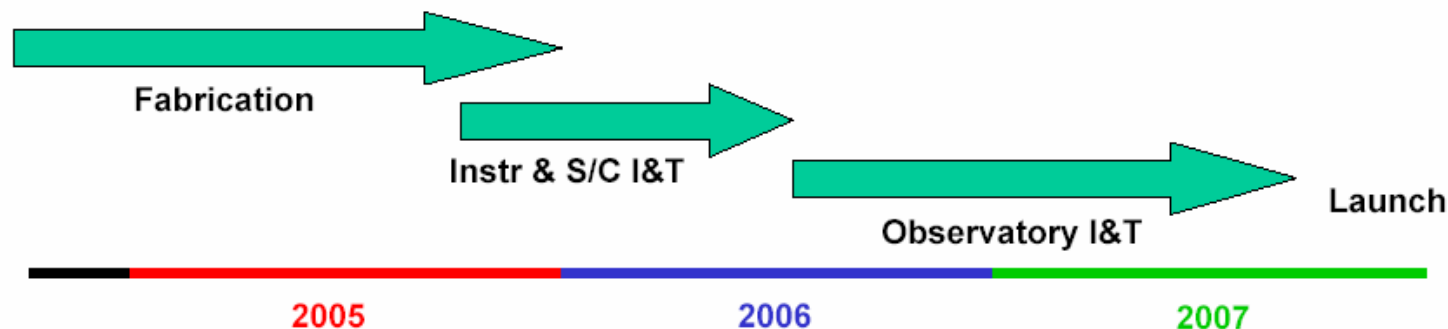 Fabrication
Instr & S/C I&T
Observatory I&T
Launch
2005
2006
2007